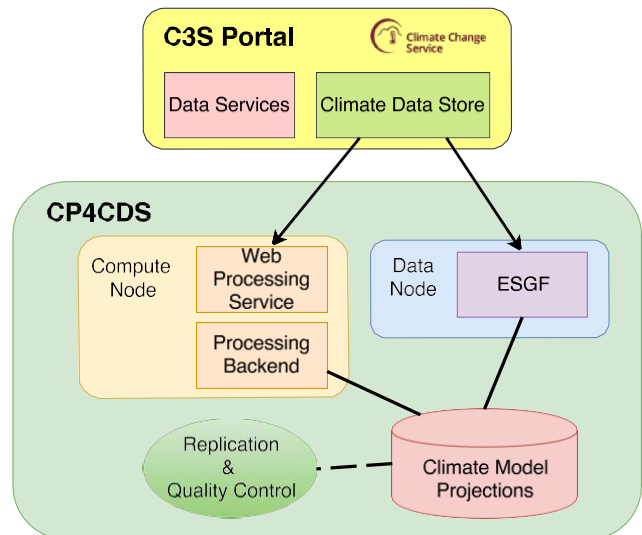 C3S Portal
Climate Change
Service
Data Services
Climate Data Store
CP4CDS
Compute
Node
Web
Processing
Service
Processing
Backend
Data
Node
ESGF
Replication
&
Quality Control
Climate Model
Projections